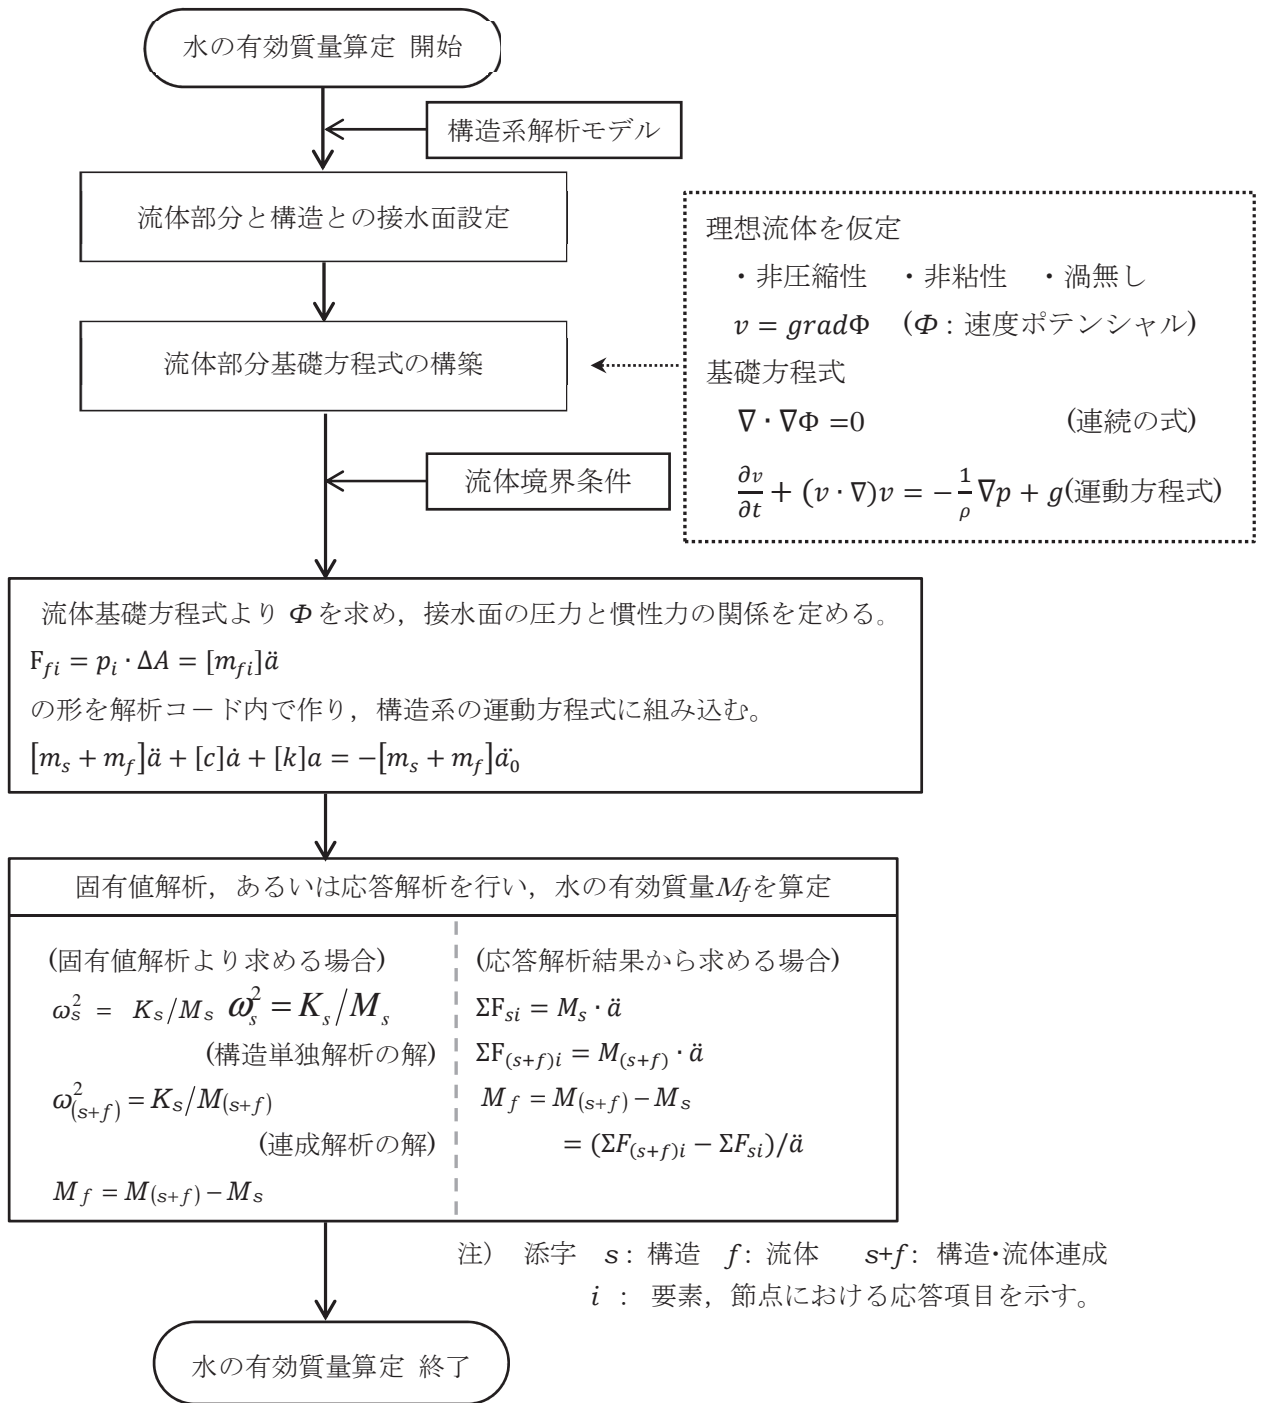 水の有効質量算定 開始
構造系解析モデル
流体部分と構造との接水面設定
流体部分基礎方程式の構築
理想流体を仮定
・非圧縮性 ・非粘性 ・渦無し
v = gradΦ (Φ : 速度ポテンシャル)
基礎方程式
∇ · ∇Φ =0 (連続の式)
∂v/∂t + (v · ∇)v = −1/ρ ∇p + g(運動方程式)
流体境界条件
流体基礎方程式より Φ を求め，接水面の圧力と慣性力の関係を定める。
F_{fi} = p_i · ΔA = [m_{fi}]ä
の形を解析コード内で作り，構造系の運動方程式に組み込む。
[m_s + m_f]ä + [c]ȧ + [k]a = −[m_s + m_f]ä_0
固有値解析，あるいは応答解析を行い，水の有効質量M_fを算定
(固有値解析より求める場合)
ω_s^2 = K_s/M_s ω_s^2 = K_s/M_s
(構造単独解析の解)
ω_{(s+f)}^2 = K_s/M_{(s+f)}
(連成解析の解)
M_f = M_{(s+f)} − M_s
(応答解析結果から求める場合)
ΣF_{si} = M_s · ä
ΣF_{(s+f)i} = M_{(s+f)} · ä
M_f = M_{(s+f)} − M_s
= (ΣF_{(s+f)i} − ΣF_{si})/ä
注） 添字 s : 構造 f : 流体 s+f : 構造・流体連成
i : 要素，節点における応答項目を示す。
水の有効質量算定 終了